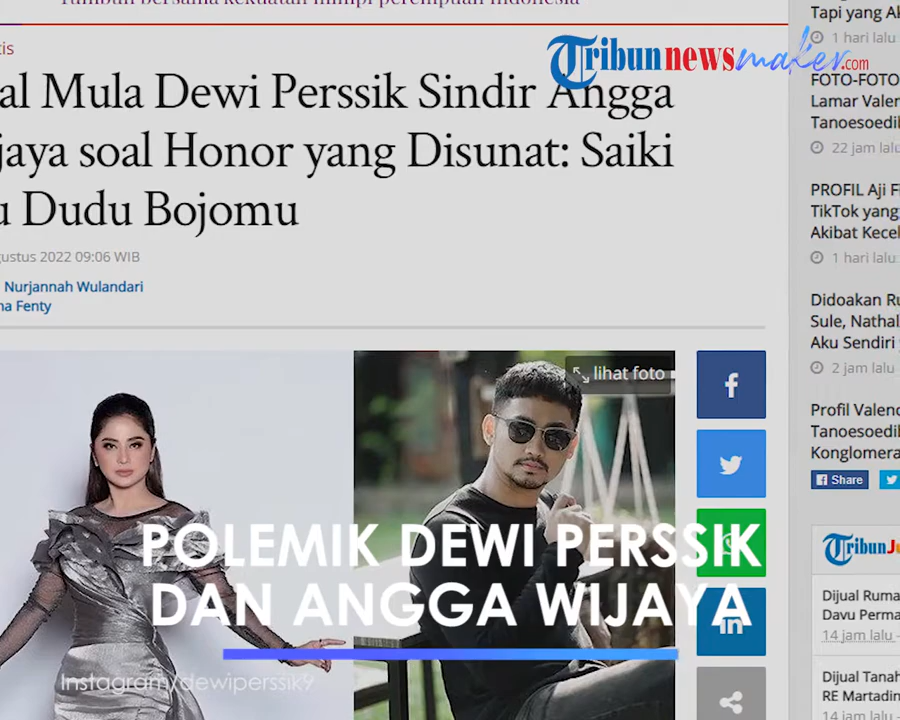 Tribunnewsmaker.com
tis
al Mula Dewi Perssik Sindir Angga
jaya soal Honor yang Disunat: Saiki
u Dudu Bojomu
gustus 2022 09:06 WIB
Nurjannah Wulandari
na Fenty
lihat foto
POLEMIK DEWI PERSSIK
DAN ANGGA WIJAYA
Instagram/dewiperssik9
Tapi yang Ak
1 hari lalu
FOTO-FOTO
Lamar Valen
Tanoesoedib
22 jam lalu
PROFIL Aji F
TikTok yang
Akibat Kecel
1 hari lalu
Didoakan Ru
Sule, Nathal
Aku Sendiri
2 jam lalu
Profil Valenc
Tanoesoedib
Konglomera
Share
TribunJu
Dijual Ruma
Davu Perma
14 jam lalu -
Dijual Tanah
RE Martadin
14 jam lalu -